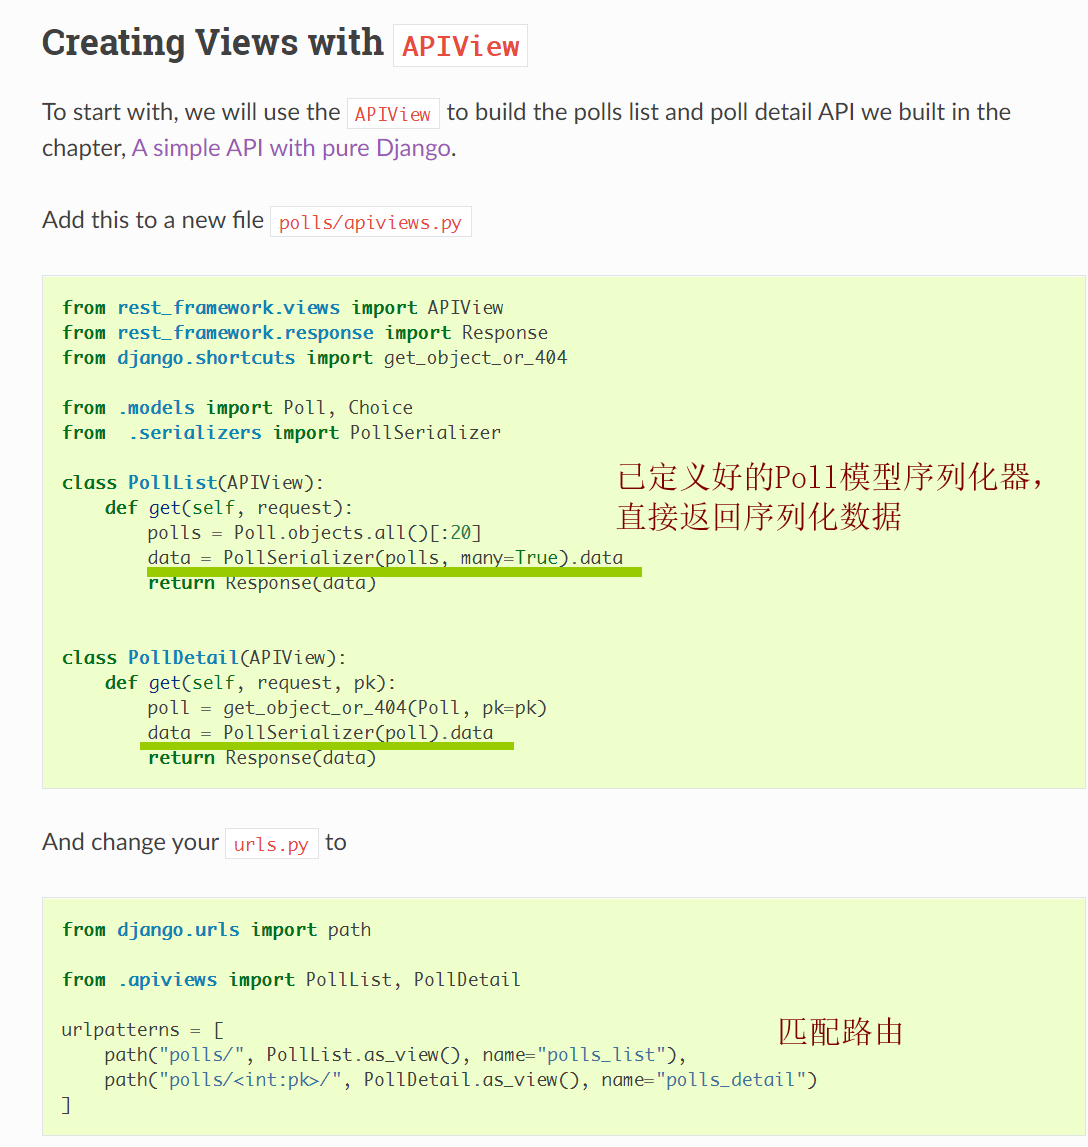 Creating Views with APIView
To start with, we will use the APIView to build the polls list and poll detail API we built in the
chapter, A simple API with pure Django.
Add this to a new file polls/apiviews.py
from rest_framework.views import APIView
from rest_framework.response import Response
from django.shortcuts import get_object_or_404
from .models import Poll, Choice
from  .serializers import PollSerializer
class PollList(APIView):
    def get(self, request):
        polls = Poll.objects.all()[:20]
        data = PollSerializer(polls, many=True).data
        return Response(data)
已定义好的Poll模型序列化器，
直接返回序列化数据
class PollDetail(APIView):
    def get(self, request, pk):
        poll = get_object_or_404(Poll, pk=pk)
        data = PollSerializer(poll).data
        return Response(data)
And change your urls.py to
from django.urls import path
from .apiviews import PollList, PollDetail
urlpatterns = [
    path("polls/", PollList.as_view(), name="polls_list"),
    path("polls/<int:pk>/", PollDetail.as_view(), name="polls_detail")
]
匹配路由